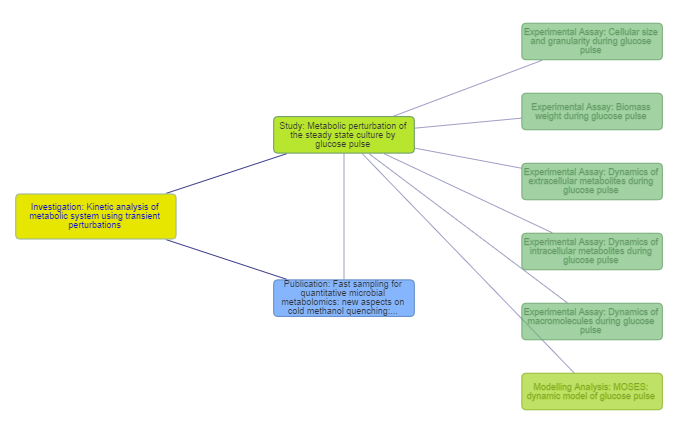 Investigation: Kinetic analysis of
metabolic system using transient
perturbations
Study: Metabolic perturbation of
the steady state culture by
glucose pulse
Publication: Fast sampling for
quantitative microbial
metabolomics: new aspects on
cold methanol quenching:...
Experimental Assay: Cellular size
and granularity during glucose
pulse
Experimental Assay: Biomass
weight during glucose pulse
Experimental Assay: Dynamics of
extracellular metabolites during
glucose pulse
Experimental Assay: Dynamics of
intracellular metabolites during
glucose pulse
Experimental Assay: Dynamics of
macromolecules during glucose
pulse
Modelling Analysis: MOSES:
dynamic model of glucose pulse